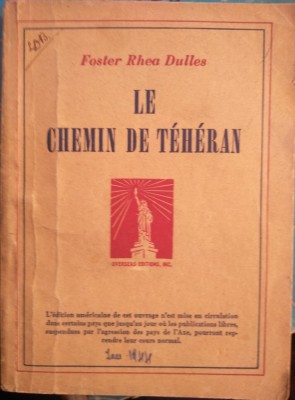 Foster Rhea Dulles
LE
CHEMIN DE TÉHÉRAN
OVERSEAS EDITIONS, INC.
L'édition américaine de cet ouvrage n'est mise en circulation
dans certains pays que jusqu'au jour où les publications libres,
suspendues par l'agression des pays de l'Axe, pourront rep-
rendre leur cours normal.